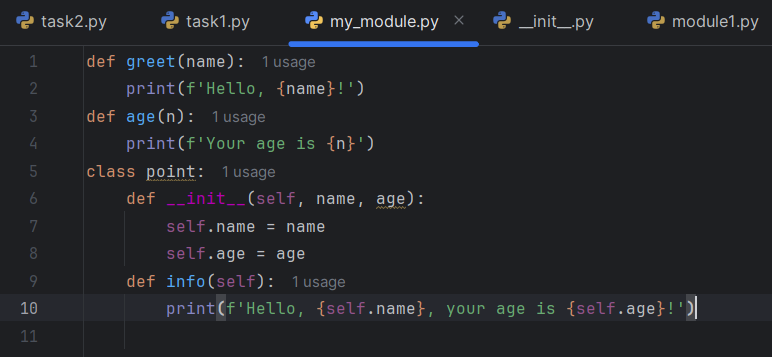 task2.py task1.py my_module.py × __init__.py module1.py
1 def greet(name): 1 usage
2     print(f'Hello, {name}!')
3 def age(n): 1 usage
4     print(f'Your age is {n}')
5 class point: 1 usage
6     def __init__(self, name, age):
7         self.name = name
8         self.age = age
9     def info(self): 1 usage
10         print(f'Hello, {self.name}, your age is {self.age}!')
11